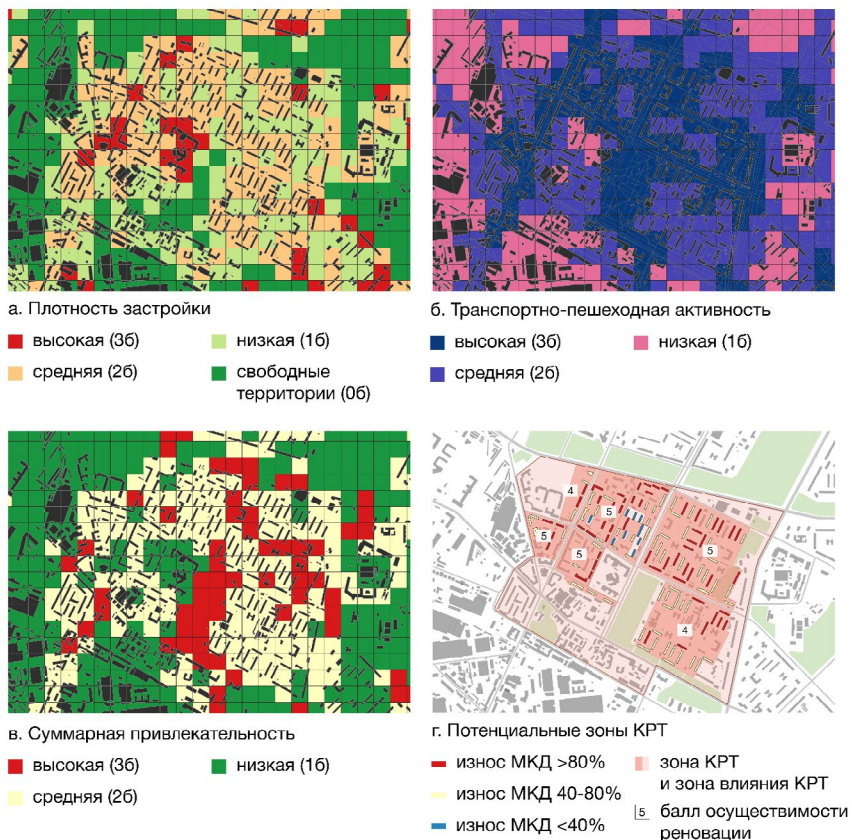 а. Плотность застройки
высокая (3б)
низкая (1б)
средняя (2б)
свободные
территории (0б)
б. Транспортно-пешеходная активность
высокая (3б)
низкая (1б)
средняя (2б)
в. Суммарная привлекательность
высокая (3б)
низкая (1б)
средняя (2б)
4
5
5
5
5
4
г. Потенциальные зоны КРТ
износ МКД >80%
зона КРТ
и зона влияния КРТ
износ МКД 40-80%
5 балл осуществимости
реновации
износ МКД <40%